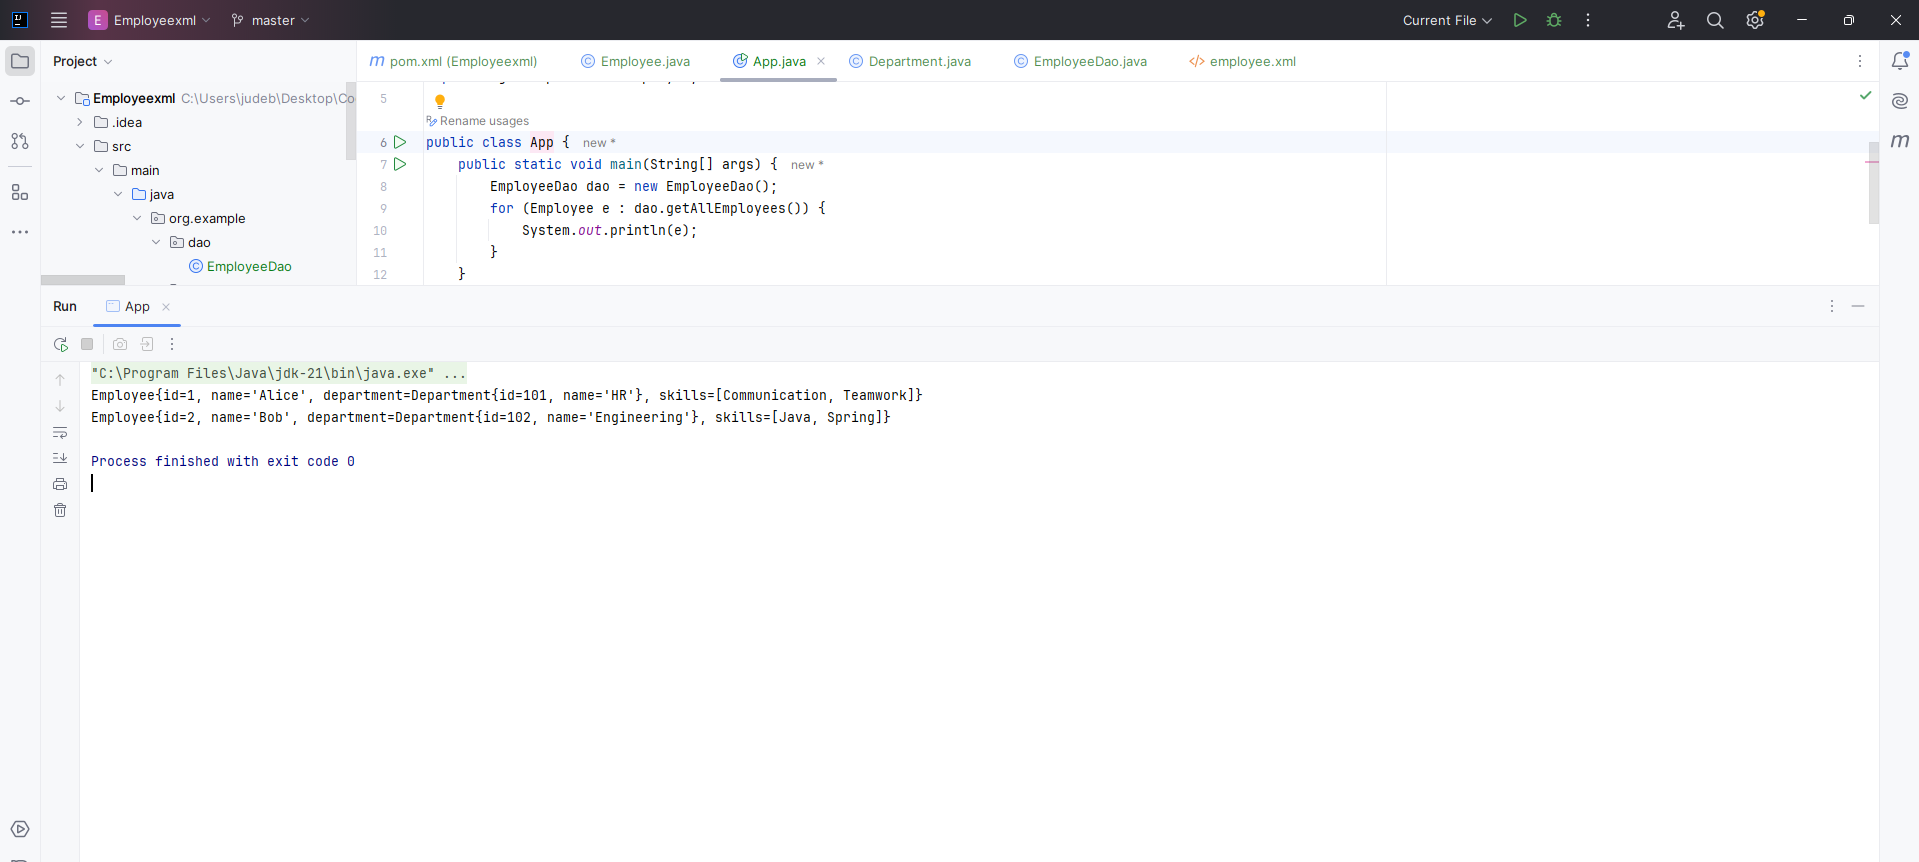 E Employeexml master Current File
Project
pom.xml (Employeexml) Employee.java App.java Department.java EmployeeDao.java employee.xml
Employeexml C:\Users\judeb\Desktop\Co
.idea
src
main
java
org.example
dao
EmployeeDao
5
Rename usages
6 public class App { new *
7 public static void main(String[] args) { new *
8 EmployeeDao dao = new EmployeeDao();
9 for (Employee e : dao.getAllEmployees()) {
10 System.out.println(e);
11 }
12 }
Run App
"C:\Program Files\Java\jdk-21\bin\java.exe" ...
Employee{id=1, name='Alice', department=Department{id=101, name='HR'}, skills=[Communication, Teamwork]}
Employee{id=2, name='Bob', department=Department{id=102, name='Engineering'}, skills=[Java, Spring]}
Process finished with exit code 0